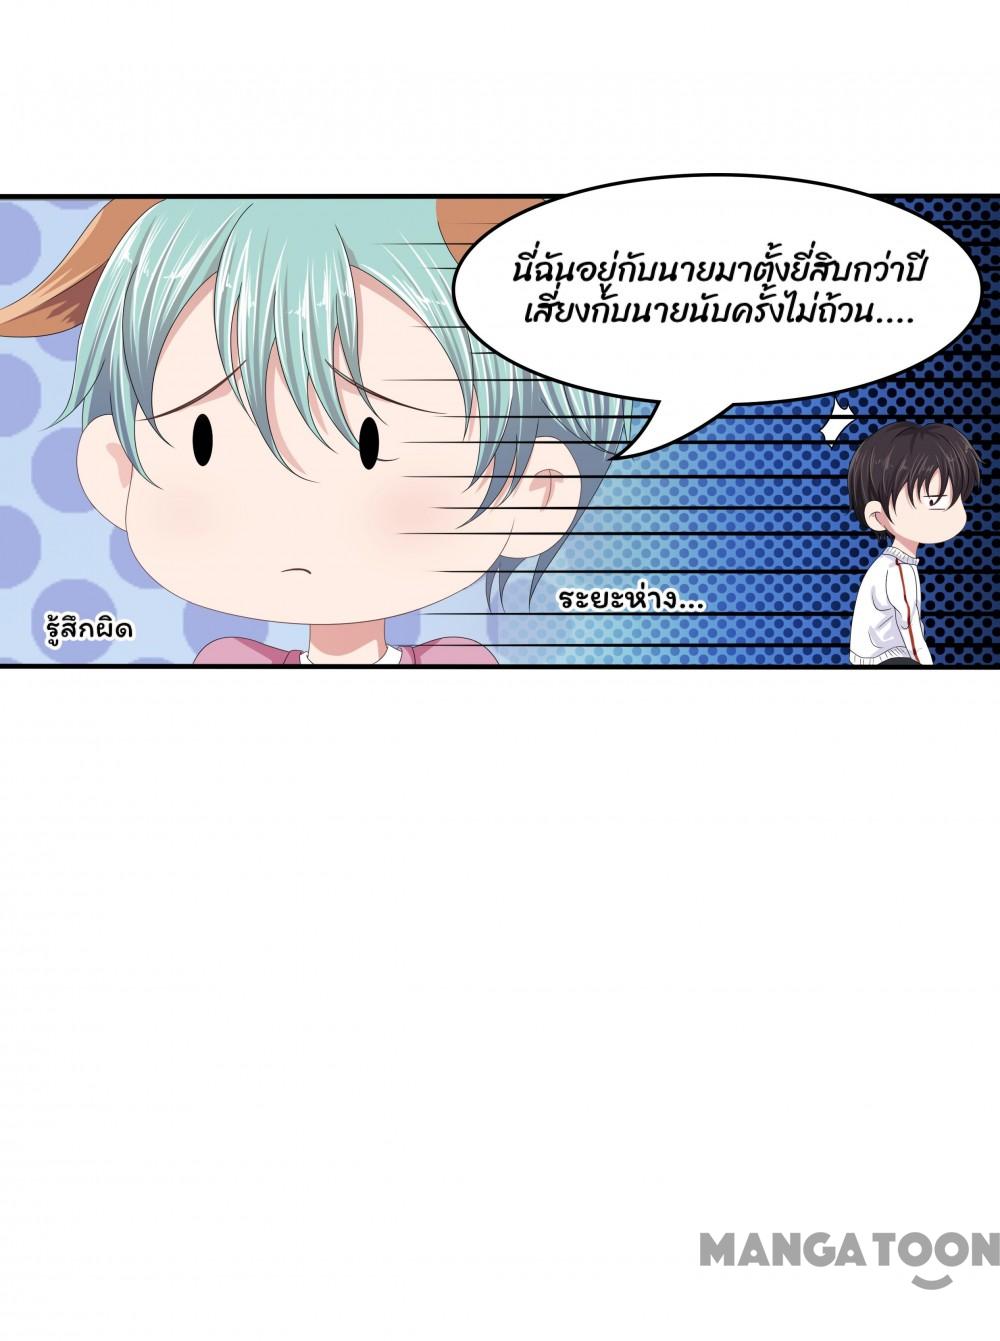 นี่ฉันอยู่กับนายมาตั้งยี่สิบกว่าปี
เสี่ยงกับนายนับครั้งไม่ถ้วน....
ระยะห่าง...
รู้สึกผิด
MANGATOON